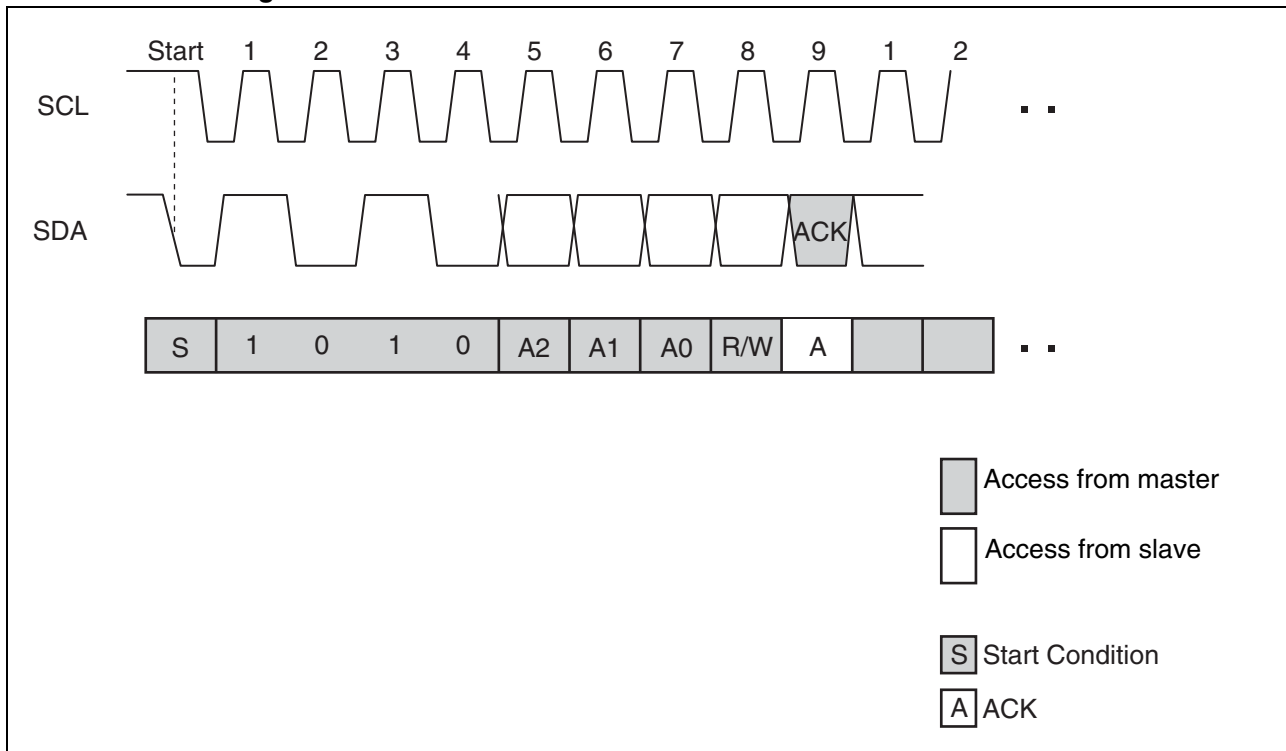 Start 1 2 3 4 5 6 7 8 9 1 2
SCL
SDA
ACK
S 1 0 1 0 A2 A1 A0 R/W A
Access from master
Access from slave
S Start Condition
A ACK